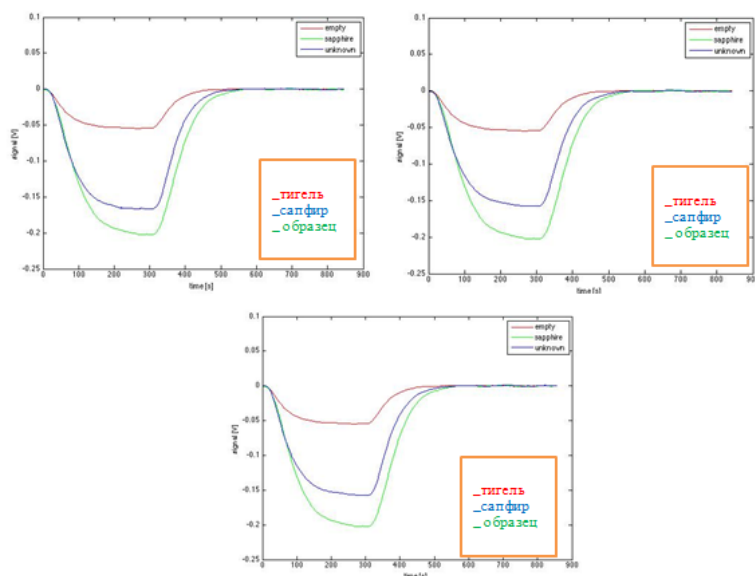 0.1
empty
sapphire
unknown
0.05
0
-0.05
-0.1
-0.15
-0.2
-0.25
signal [V]
_тигель
_сапфир
_ образец
0 100 200 300 400 500 600 700 800 900
time [s]
0.1
empty
sapphire
unknown
0.05
0
-0.05
-0.1
-0.15
-0.2
-0.25
signal [V]
_тигель
_сапфир
_ образец
0 100 200 300 400 500 600 700 800 900
time [s]
0.1
empty
sapphire
unknown
0.05
0
-0.05
-0.1
-0.15
-0.2
-0.25
signal [V]
_тигель
_сапфир
_ образец
0 100 200 300 400 500 600 700 800 900
time [s]